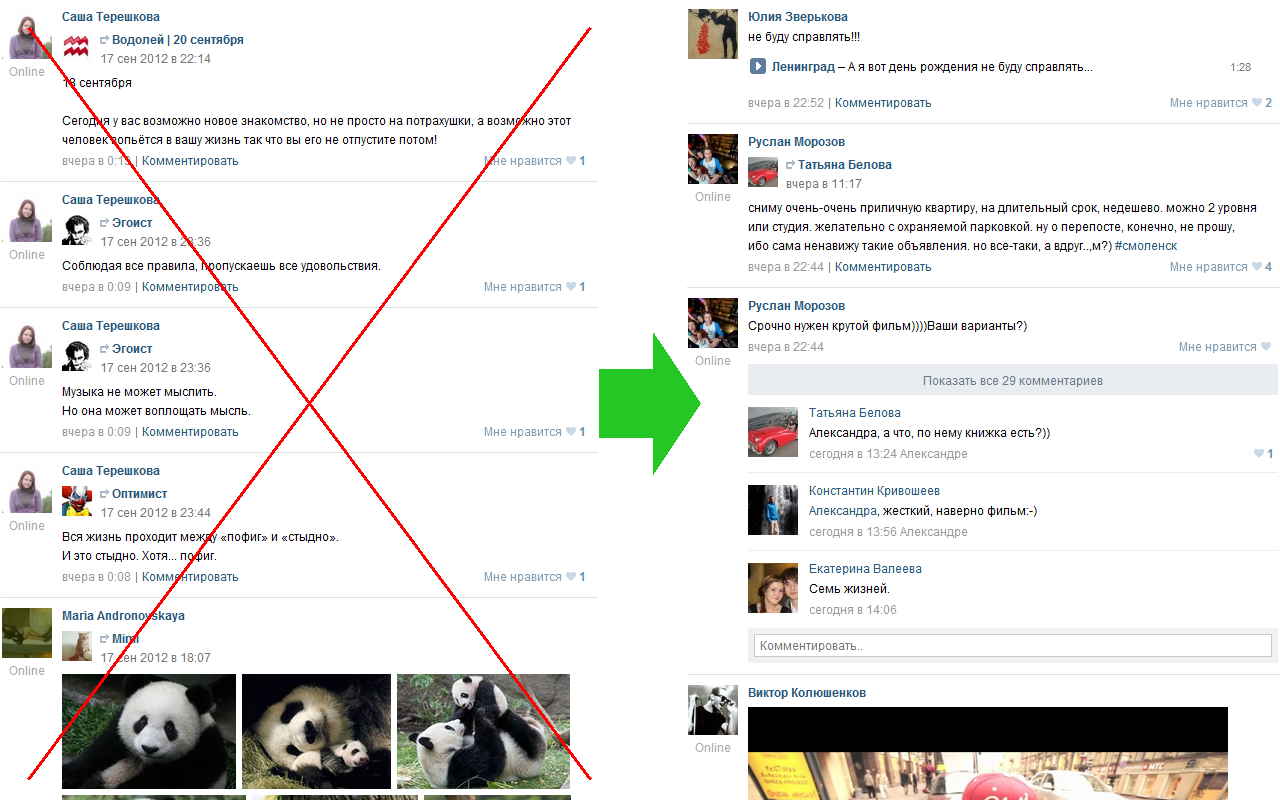 Саша Терешкова
Водолей | 20 сентября
17 сен 2012 в 22:14
Online
18 сентября
Сегодня у вас возможно новое знакомство, но не просто на потрахушки, а возможно этот
человек вопьётся в вашу жизнь так что вы его не отпустите потом!
вчера в 0:13 | Комментировать
Мне нравится 1
Саша Терешкова
Эгоист
17 сен 2012 в 23:36
Online
Соблюдая все правила, пропускаешь все удовольствия.
вчера в 0:09 | Комментировать
Мне нравится 1
Саша Терешкова
Эгоист
17 сен 2012 в 23:36
Online
Музыка не может мыслить.
Но она может воплощать мысль.
вчера в 0:09 | Комментировать
Мне нравится 1
Саша Терешкова
Оптимист
17 сен 2012 в 23:44
Online
Вся жизнь проходит между «пофиг» и «стыдно».
И это стыдно. Хотя... пофиг.
вчера в 0:08 | Комментировать
Мне нравится 1
Maria Andronovskaya
Mimi
17 сен 2012 в 18:07
Online
Юлия Зверькова
не буду справлять!!!
Ленинград – А я вот день рождения не буду справлять...
1:28
вчера в 22:52 | Комментировать
Мне нравится 2
Руслан Морозов
Татьяна Белова
вчера в 11:17
Online
сниму очень-очень приличную квартиру, на длительный срок, недешево. можно 2 уровня
или студия. желательно с охраняемой парковкой. ну о перепосте, конечно, не прошу,
ибо сама ненавижу такие объявления. но все-таки, а вдруг..,м?) #смоленск
вчера в 22:44 | Комментировать
Мне нравится 4
Руслан Морозов
Срочно нужен крутой фильм))))Ваши варианты?)
вчера в 22:44
Мне нравится
Online
Показать все 29 комментариев
Татьяна Белова
Александра, а что, по нему книжка есть?))
сегодня в 13:24 Александре
1
Константин Кривошеев
Александра, жесткий, наверно фильм:-)
сегодня в 13:56 Александре
Екатерина Валеева
Семь жизней.
сегодня в 14:06
Комментировать..
Виктор Колюшенков
Online